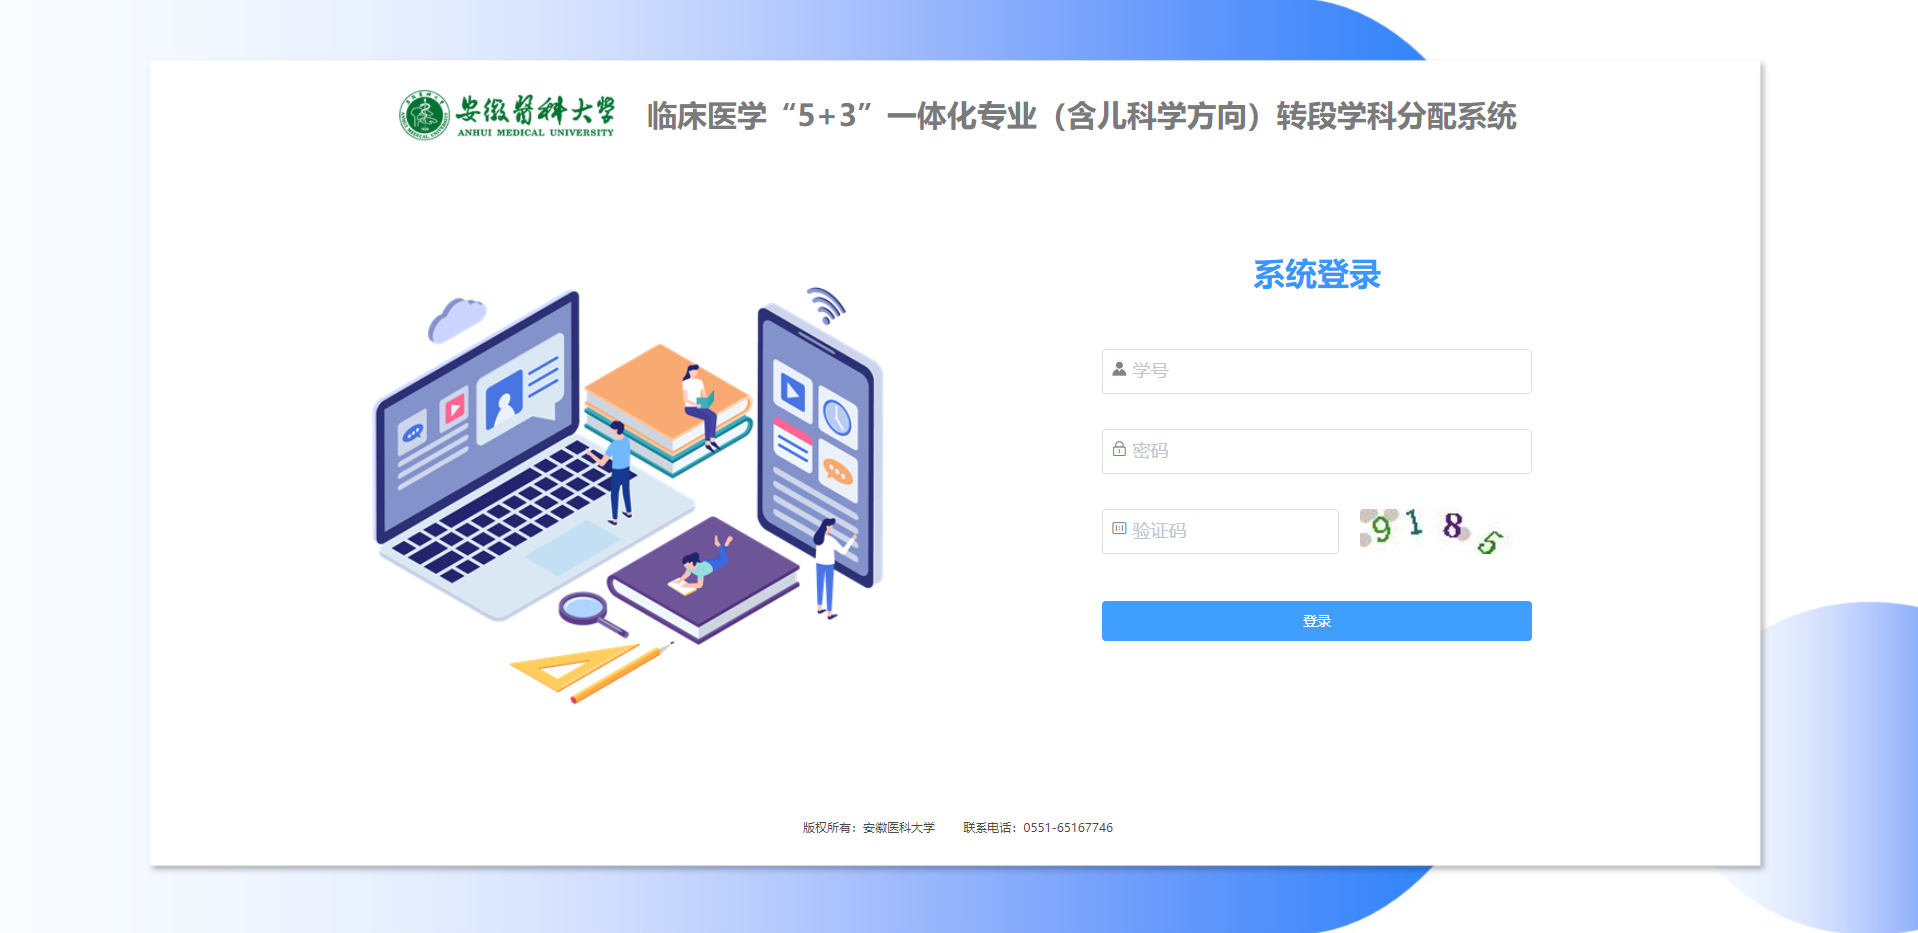 安徽医科大学
ANHUI MEDICAL UNIVERSITY
临床医学“5+3”一体化专业（含儿科学方向）转段学科分配系统
系统登录
学号
密码
验证码
9185
登录
版权所有：安徽医科大学 联系电话：0551-65167746